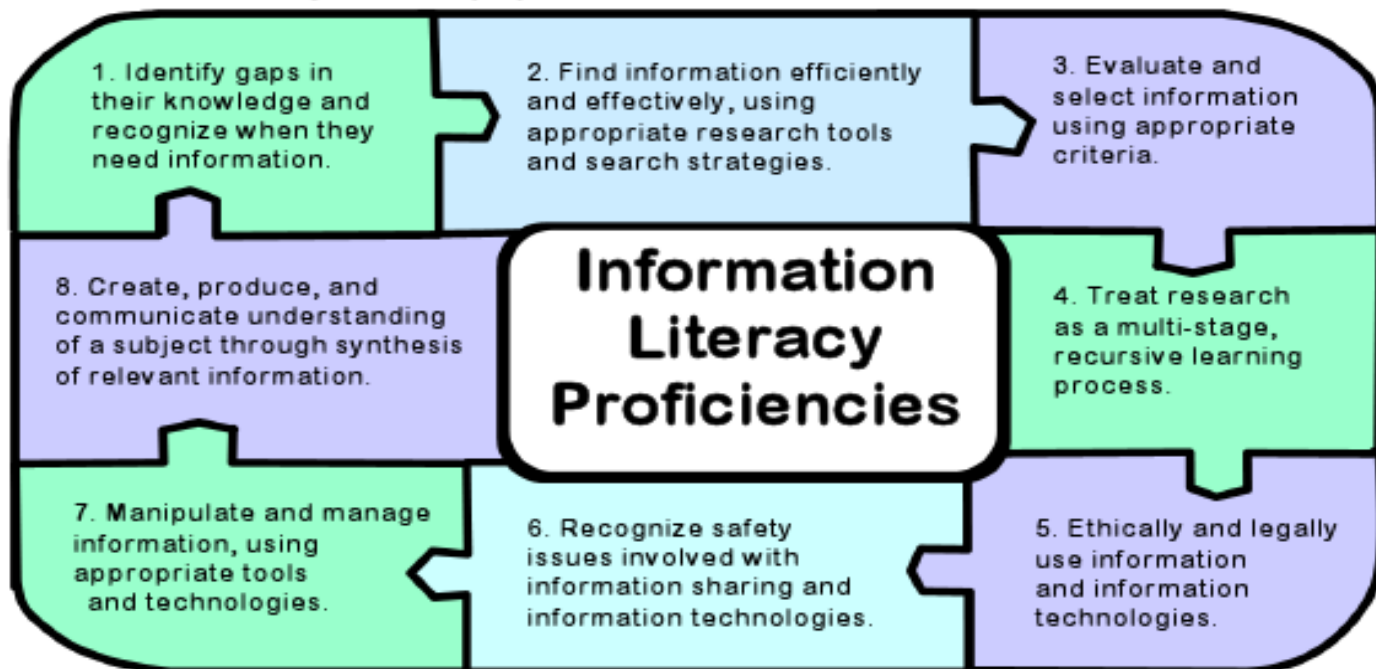 1. Identify gaps in
their knowledge and
recognize when they
need information.
2. Find information efficiently
and effectively, using
appropriate research tools
and search strategies.
3. Evaluate and
select information
using appropriate
criteria.
4. Treat research
as a multi-stage,
recursive learning
process.
5. Ethically and legally
use information
and information
technologies.
6. Recognize safety
issues involved with
information sharing and
information technologies.
7. Manipulate and manage
information, using
appropriate tools
and technologies.
8. Create, produce, and
communicate understanding
of a subject through synthesis
of relevant information.
Information
Literacy
Proficiencies